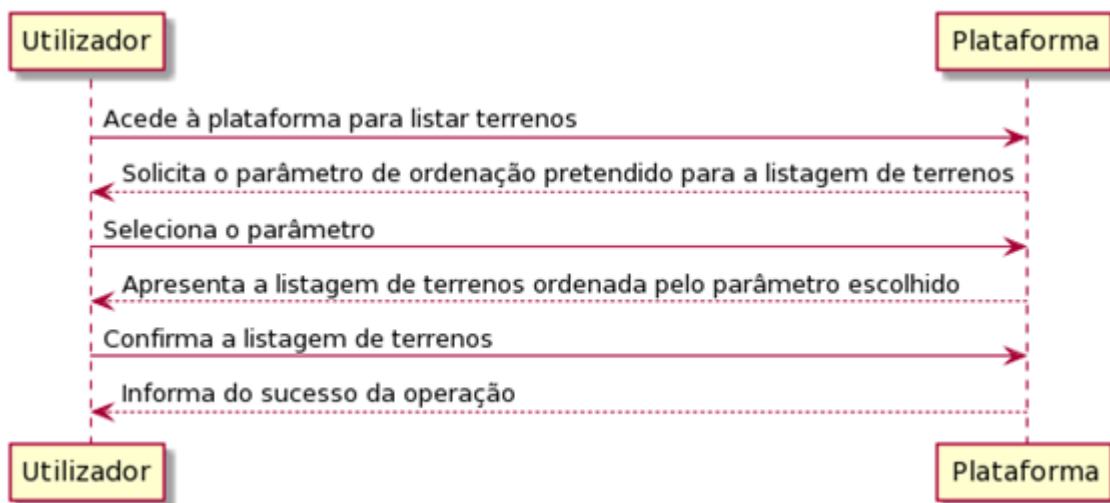 Utilizador
Plataforma
Acede à plataforma para listar terrenos
Solicita o parâmetro de ordenação pretendido para a listagem de terrenos
Seleciona o parâmetro
Apresenta a listagem de terrenos ordenada pelo parâmetro escolhido
Confirma a listagem de terrenos
Informa do sucesso da operação
Utilizador
Plataforma